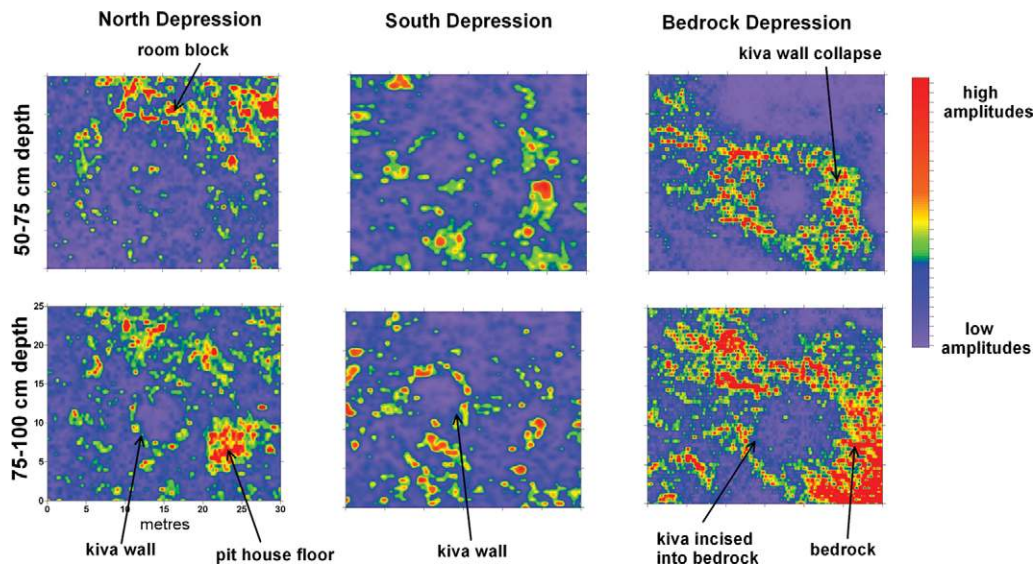 North Depression
South Depression
Bedrock Depression
room block
kiva wall collapse
50-75 cm depth
high
amplitudes
low
amplitudes
75-100 cm depth
25
20
15
10
5
0
0
5
10
15
20
25
30
metres
kiva wall
pit house floor
kiva wall
kiva incised
into bedrock
bedrock